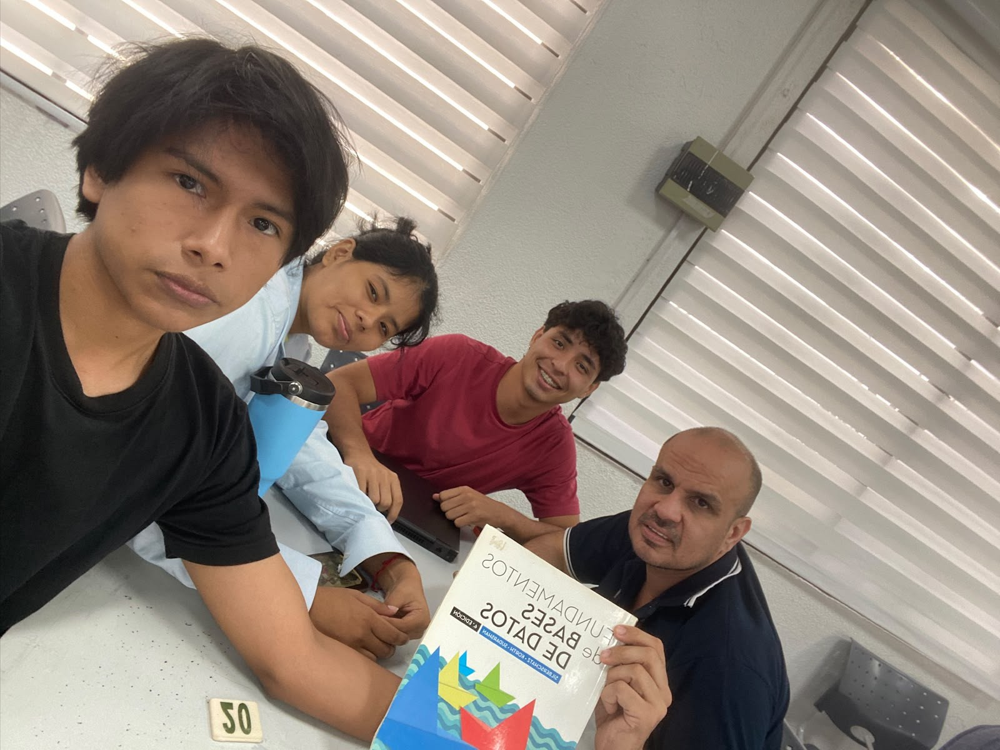 FUNDAMENTOS
de BASES
DE DATOS
4.ª EDICIÓN
SILBERSCHATZ · KORTH · SUDARSHAN
20